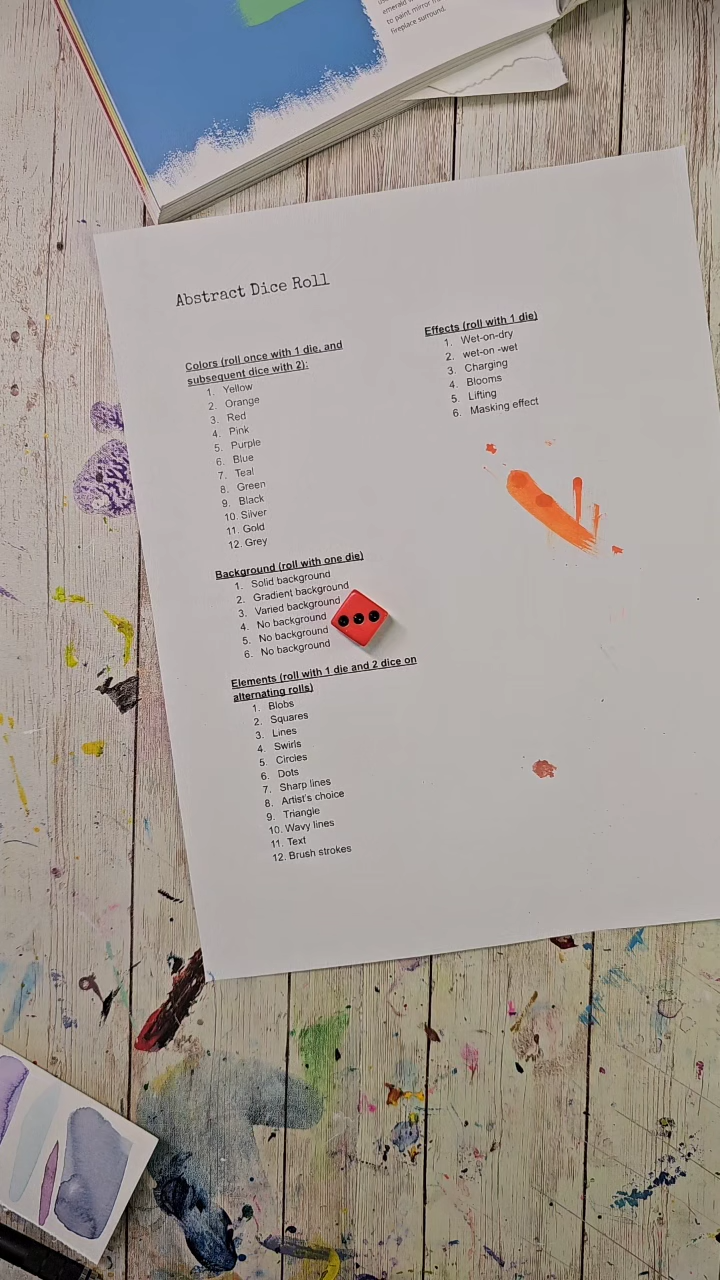 emerald
to paint mirror
fireplace surround.
Abstract Dice Roll
Colors (roll once with 1 die, and
subsequent dice with 2):
1. Yellow
2. Orange
3. Red
4. Pink
5. Purple
6. Blue
7. Teal
8. Green
9. Black
10. Silver
11. Gold
12. Grey
Background (roll with one die)
1. Solid background
2. Gradient background
3. Varied background
4. No background
5. No background
6. No background
Elements (roll with 1 die and 2 dice on
alternating rolls)
1. Blobs
2. Squares
3. Lines
4. Swirls
5. Circles
6. Dots
7. Sharp lines
8. Artist's choice
9. Triangle
10. Wavy lines
11. Text
12. Brush strokes
Effects (roll with 1 die)
1. Wet-on-dry
2. wet-on -wet
3. Charging
4. Blooms
5. Lifting
6. Masking effect